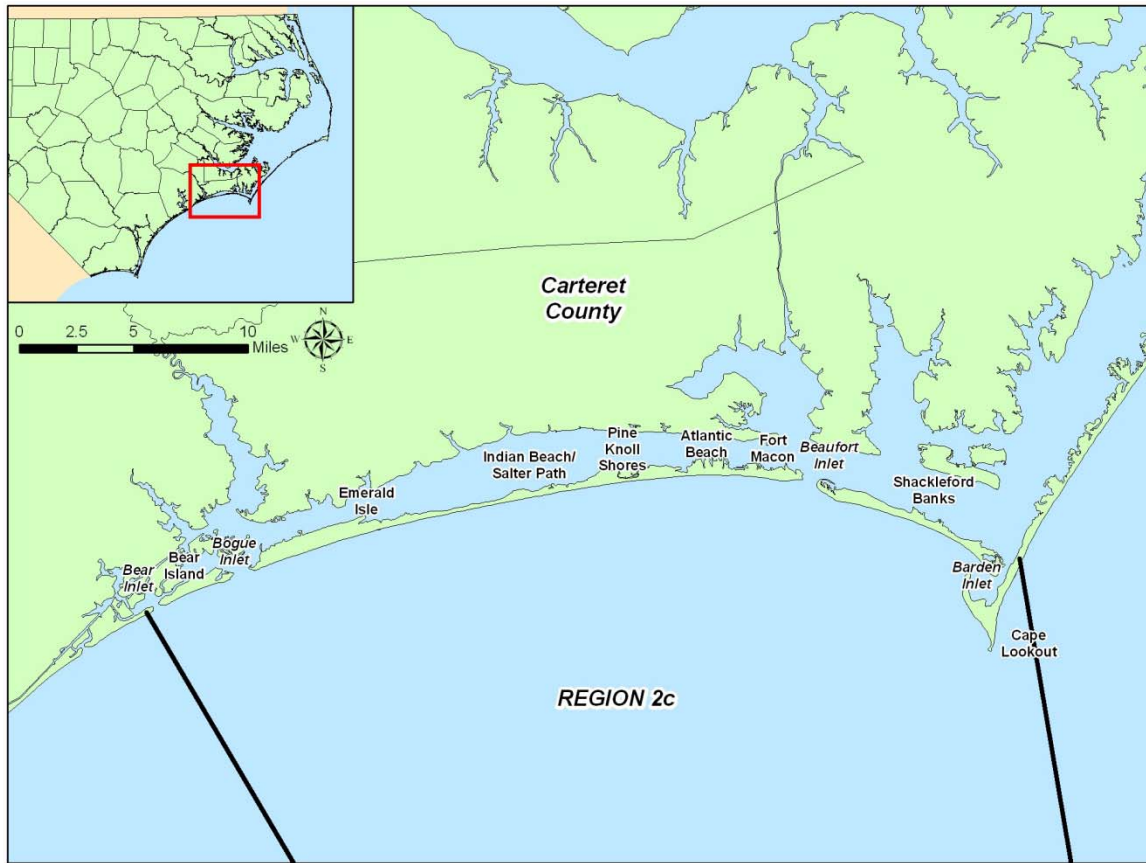 Carteret
County
0 2.5 5 10
Miles
N
W E
S
Pine
Knoll
Shores
Atlantic
Beach
Fort
Macon
Beaufort
Inlet
Indian Beach/
Salter Path
Shackleford
Banks
Emerald
Isle
Bogue
Inlet
Bear
Island
Bear
Inlet
Barden
Inlet
Cape
Lookout
REGION 2c